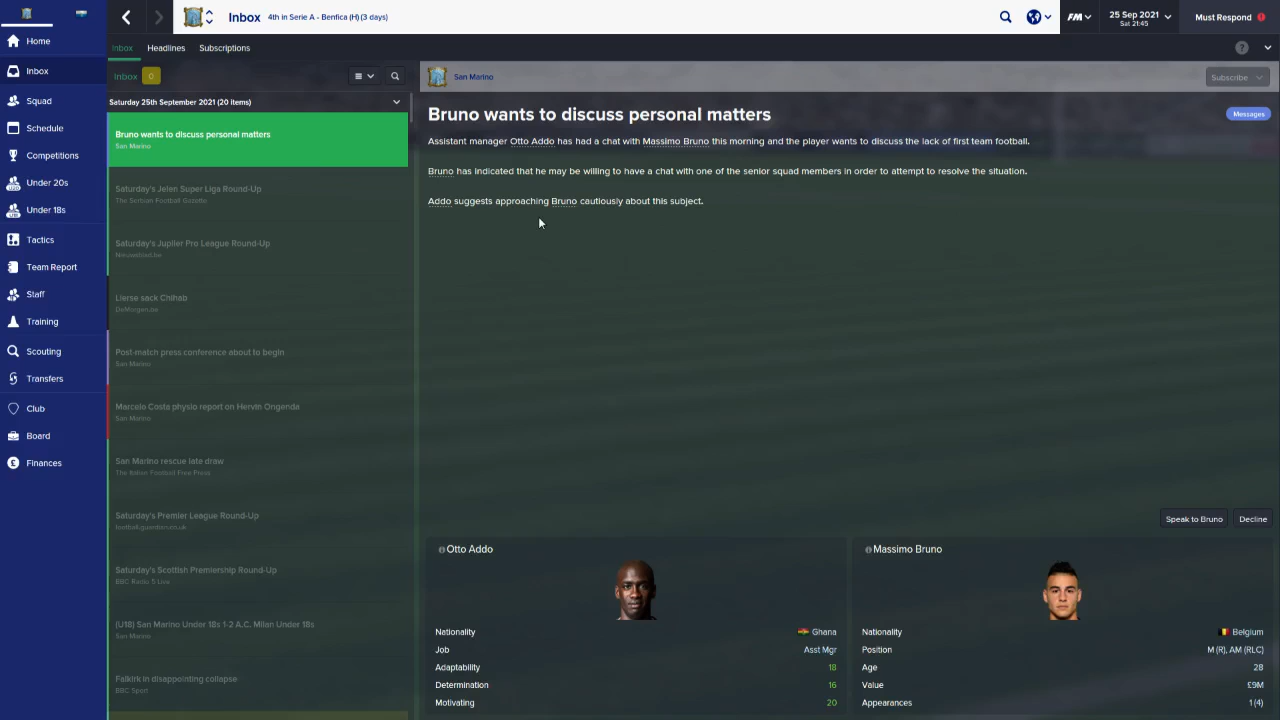 Inbox
4th in Serie A - Benfica (H) (3 days)
FM
25 Sep 2021
Sat 21:45
Must Respond
Home
Inbox
Squad
Schedule
Competitions
Under 20s
Under 18s
Tactics
Team Report
Staff
Training
Scouting
Transfers
Club
Board
Finances
Inbox
Headlines
Subscriptions
?
Inbox 0
Saturday 25th September 2021 (20 items)
Bruno wants to discuss personal matters
San Marino
Saturday's Jelen Super Liga Round-Up
The Serbian Football Gazette
Saturday's Jupiler Pro League Round-Up
Nieuwsblad.be
Lierse sack Chihab
DeMorgen.be
Post-match press conference about to begin
San Marino
Marcelo Costa physio report on Hervin Ongenda
San Marino
San Marino rescue late draw
The Italian Football Free Press
Saturday's Premier League Round-Up
football.guardian.co.uk
Saturday's Scottish Premiership Round-Up
BBC Radio 5 Live
(U18) San Marino Under 18s 1-2 A.C. Milan Under 18s
San Marino
Falkirk in disappointing collapse
BBC Sport
San Marino
Subscribe
Bruno wants to discuss personal matters
Messages
Assistant manager Otto Addo has had a chat with Massimo Bruno this morning and the player wants to discuss the lack of first team football.
Bruno has indicated that he may be willing to have a chat with one of the senior squad members in order to attempt to resolve the situation.
Addo suggests approaching Bruno cautiously about this subject.
Speak to Bruno
Decline
Otto Addo
Nationality Ghana
Job Asst Mgr
Adaptability 18
Determination 16
Motivating 20
Massimo Bruno
Nationality Belgium
Position M (R), AM (RLC)
Age 28
Value £9M
Appearances 1 (4)